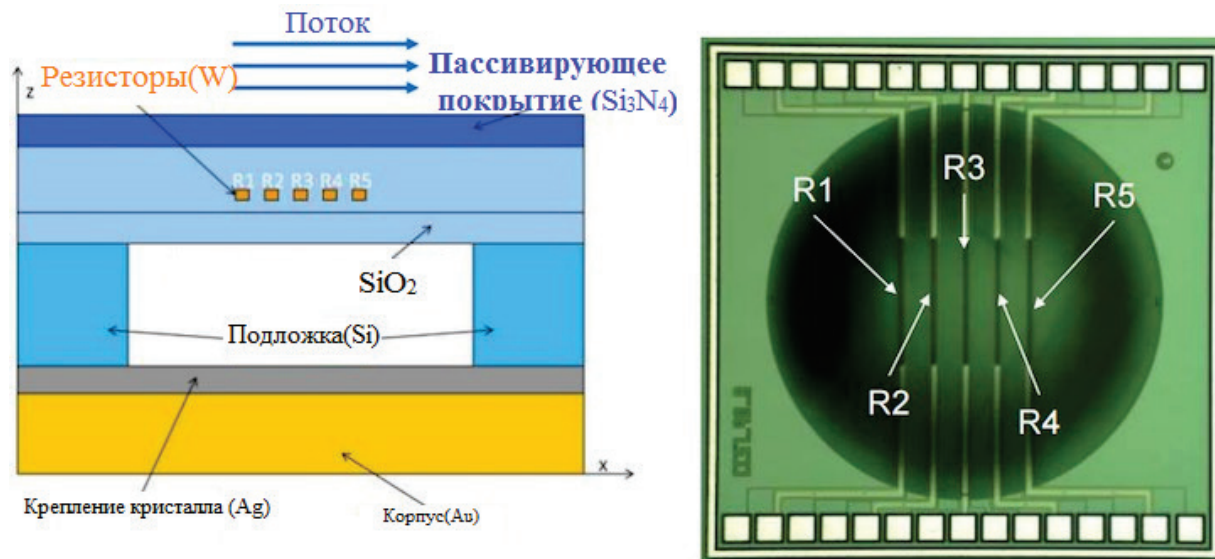 Поток
Резисторы(W)
Пассивирующее
покрытие (Si₃N₄)
z
R1 R2 R3 R4 R5
SiO₂
Подложка(Si)
x
Крепление кристалла (Ag)
Корпус(Au)
R3
R1
R5
R2
R4
©